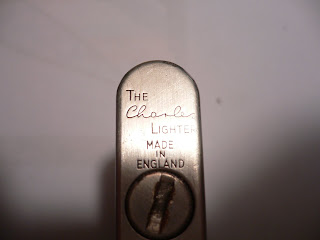 THE
Charles
LIGHTER
MADE
IN
ENGLAND